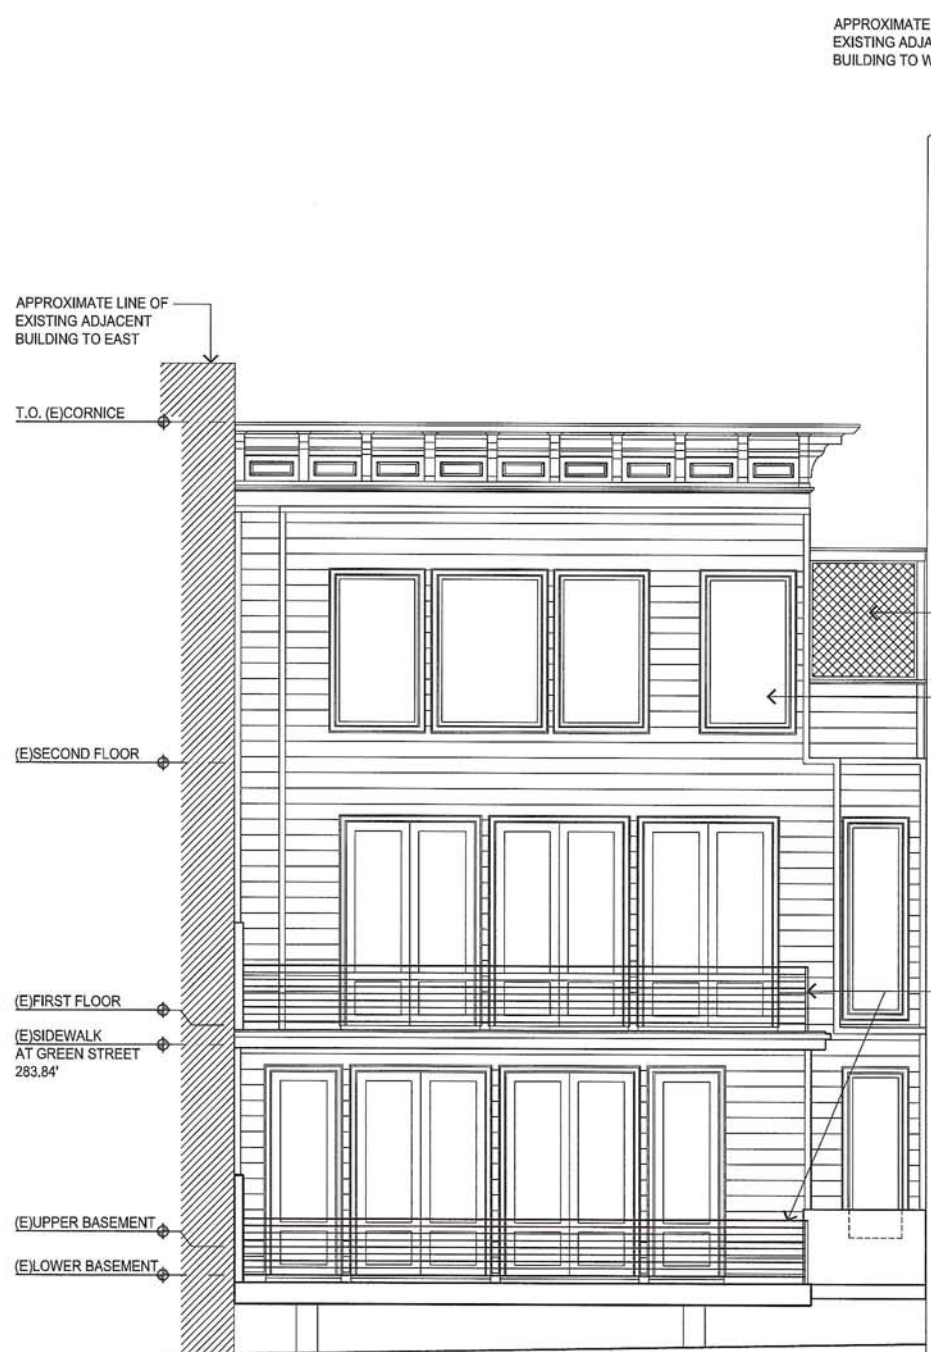 APPROXIMATE
EXISTING ADJA
BUILDING TO W
APPROXIMATE LINE OF
EXISTING ADJACENT
BUILDING TO EAST
T.O. (E)CORNICE
(E)SECOND FLOOR
(E)FIRST FLOOR
(E)SIDEWALK
AT GREEN STREET
283.84'
(E)UPPER BASEMENT
(E)LOWER BASEMENT